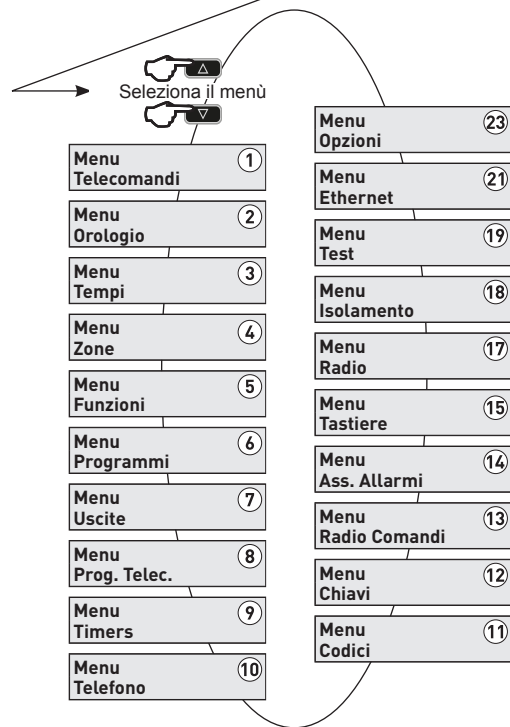 Seleziona il menù
Menu 1
Telecomandi
Menu 2
Orologio
Menu 3
Tempi
Menu 4
Zone
Menu 5
Funzioni
Menu 6
Programmi
Menu 7
Uscite
Menu 8
Prog. Telec.
Menu 9
Timers
Menu 10
Telefono
Menu 23
Opzioni
Menu 21
Ethernet
Menu 19
Test
Menu 18
Isolamento
Menu 17
Radio
Menu 15
Tastiere
Menu 14
Ass. Allarmi
Menu 13
Radio Comandi
Menu 12
Chiavi
Menu 11
Codici